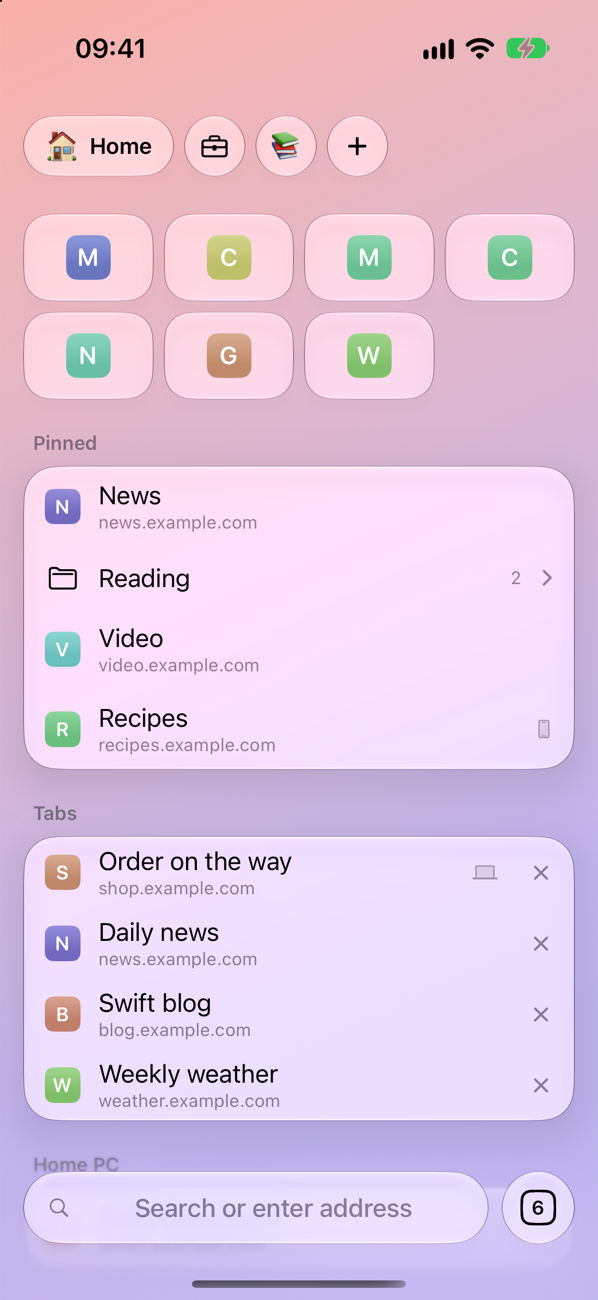 09:41
Home
M C M C
N G W
Pinned
N News
news.example.com
Reading 2
V Video
video.example.com
R Recipes
recipes.example.com
Tabs
S Order on the way
shop.example.com
N Daily news
news.example.com
B Swift blog
blog.example.com
W Weekly weather
weather.example.com
Home PC
Search or enter address 6